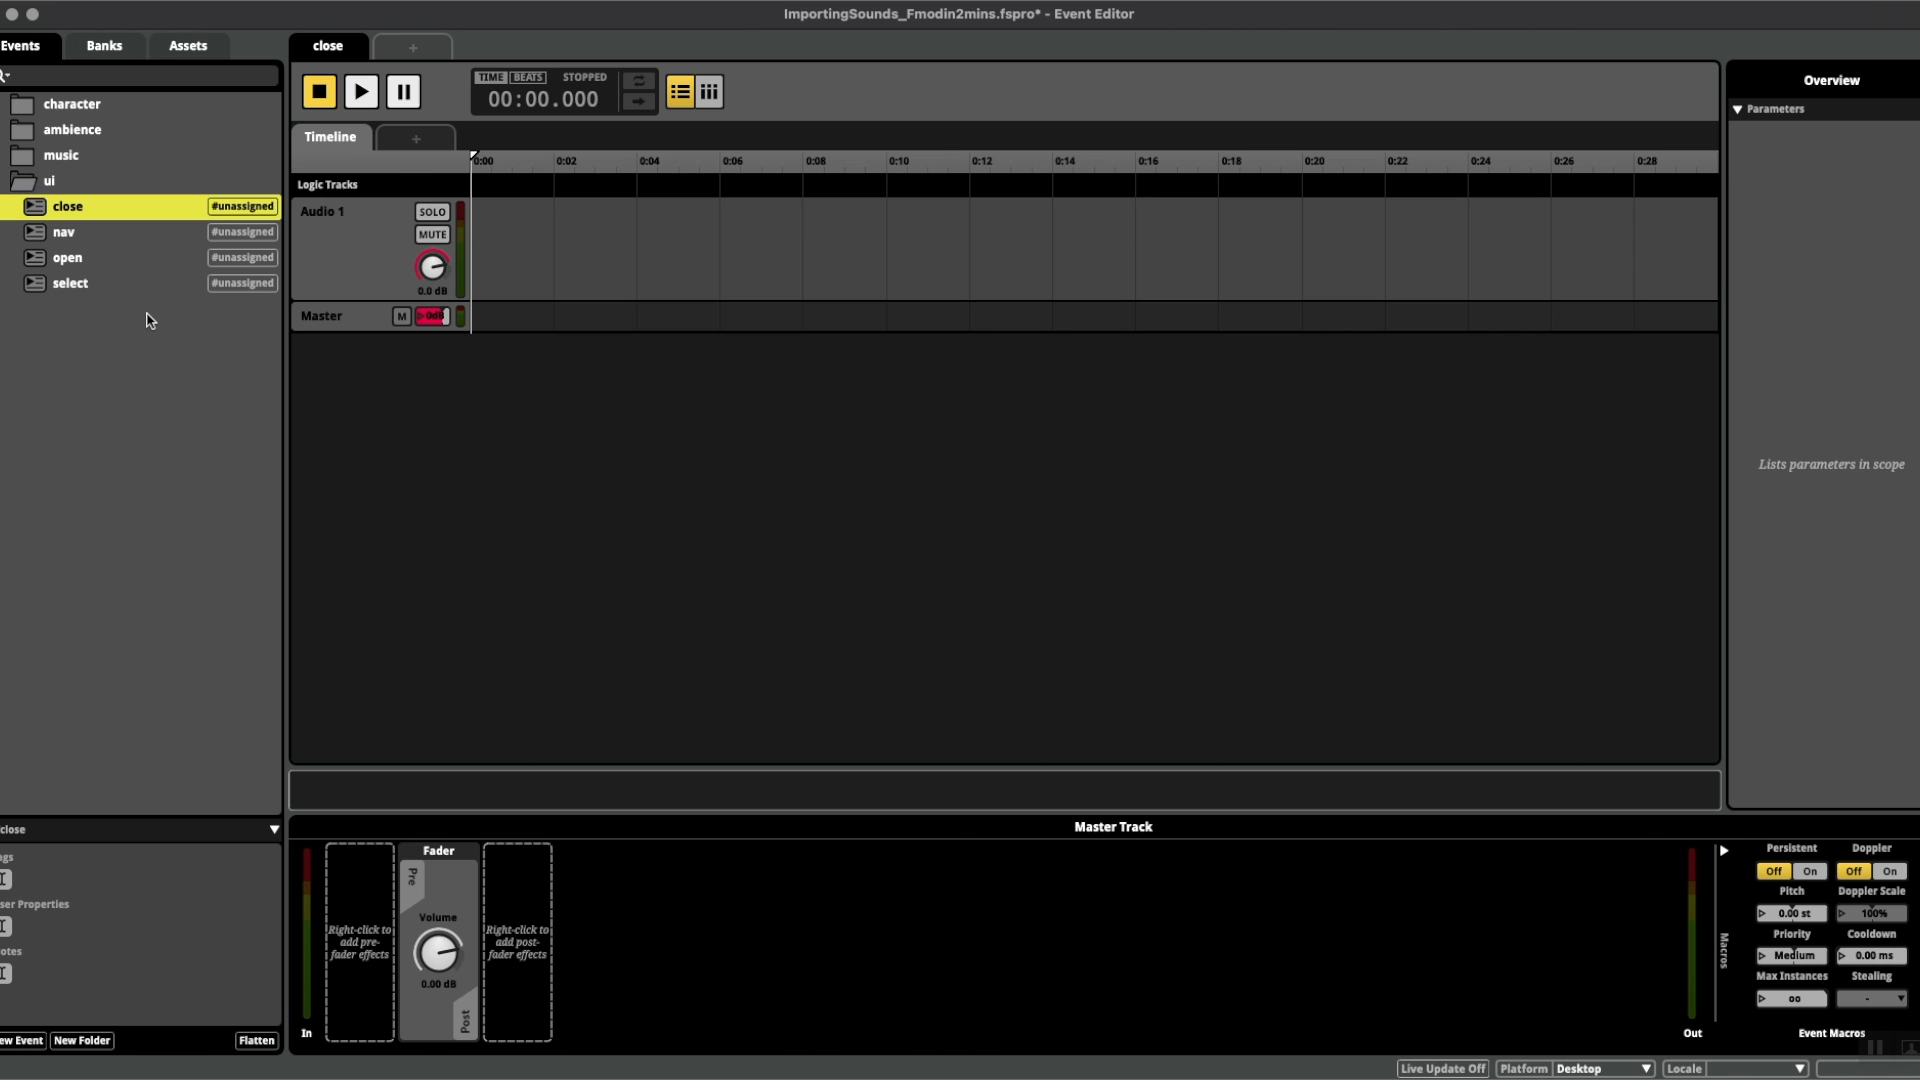 ImportingSounds_Fmodin2mins.fspro* - Event Editor
Events
Banks
Assets
close
+
character
ambience
music
ui
close #unassigned
nav #unassigned
open #unassigned
select #unassigned
TIME BEATS STOPPED
00:00.000
Timeline
+
0:00 0:02 0:04 0:06 0:08 0:10 0:12 0:14 0:16 0:18 0:20 0:22 0:24 0:26 0:28
Logic Tracks
Audio 1
SOLO
MUTE
0.0 dB
Master
M
0dB
Overview
Parameters
Lists parameters in scope
close
ags
ser Properties
otes
ew Event
New Folder
Flatten
Master Track
In
Right-click to
add pre-
fader effects
Fader
Pre
Volume
0.00 dB
Post
Right-click to
add post-
fader effects
Out
Macros
Persistent
Off On
Doppler
Off On
Pitch
0.00 st
Doppler Scale
100%
Priority
Medium
Cooldown
0.00 ms
Max Instances
oo
Stealing
-
Event Macros
Live Update Off
Platform Desktop
Locale